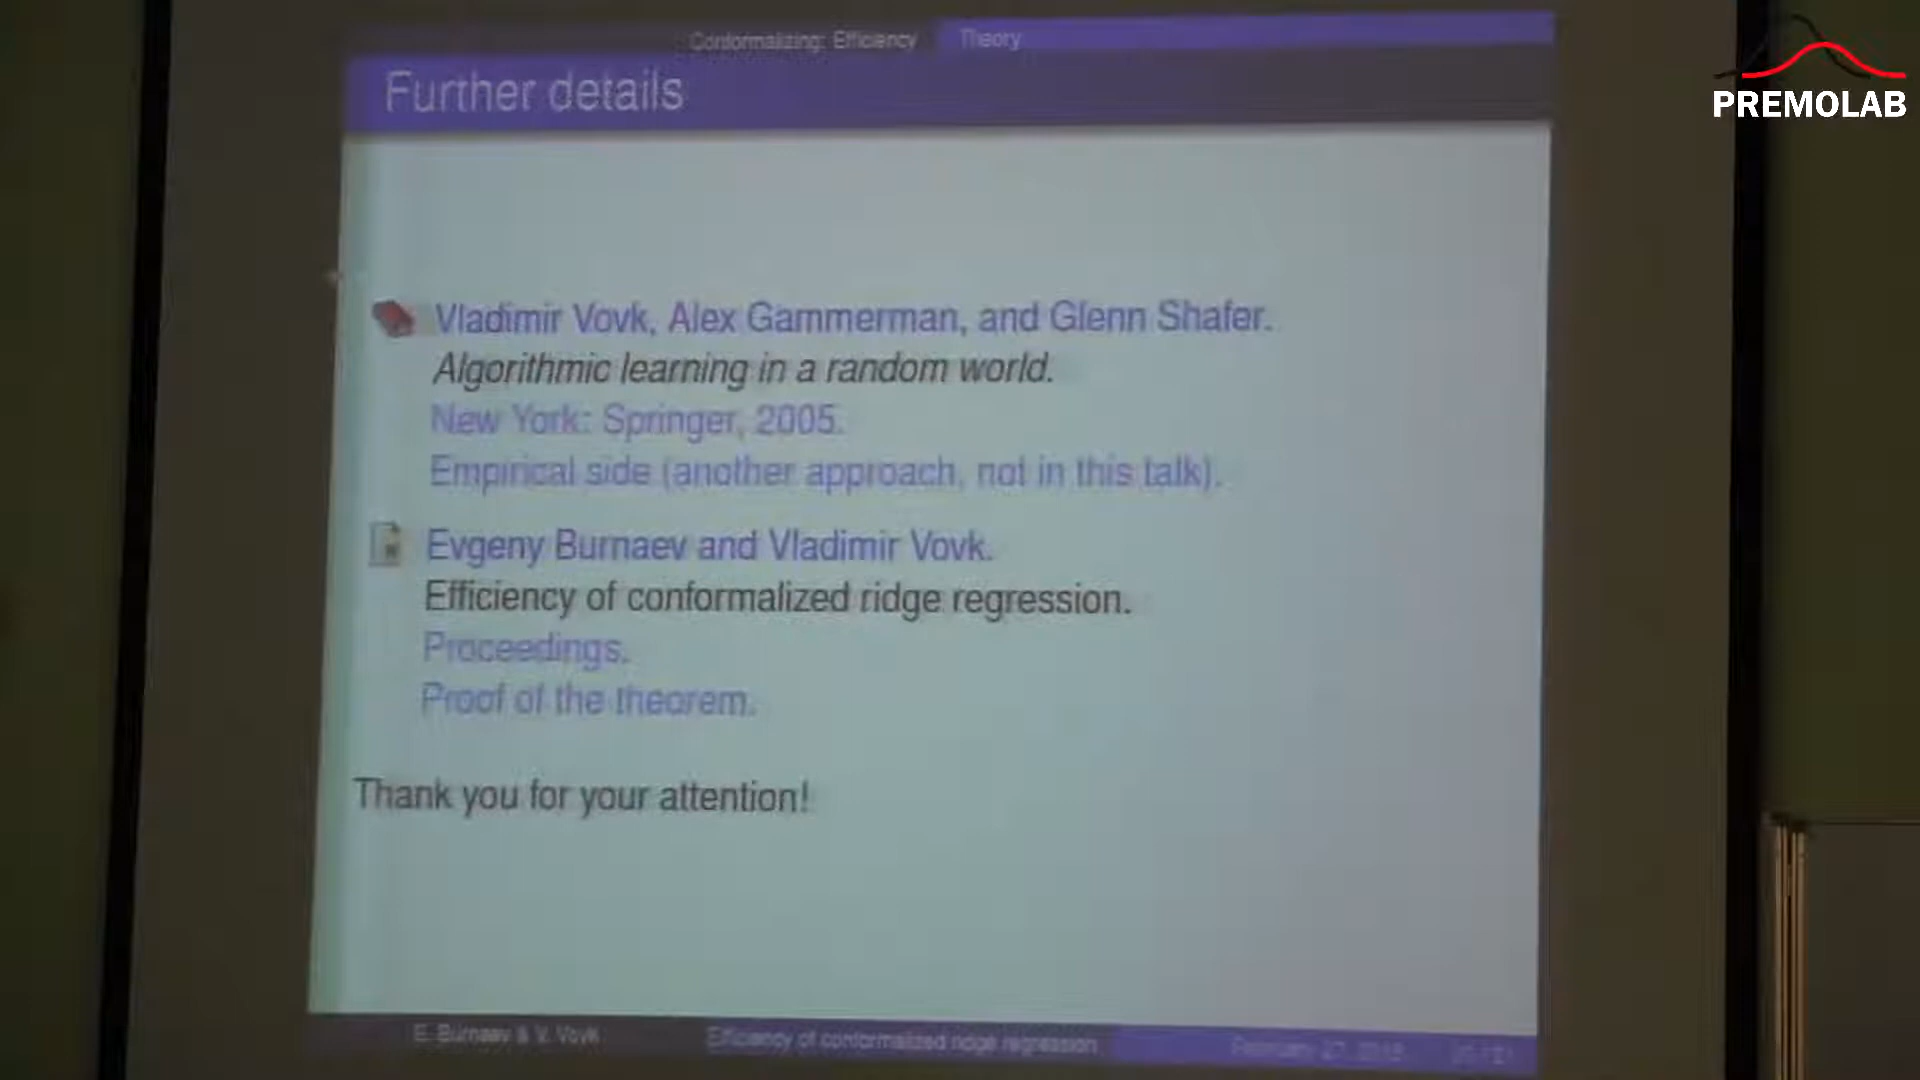 Conformalizing: Efficiency Theory
Further details
PREMOLAB
Vladimir Vovk, Alex Gammerman, and Glenn Shafer.
Algorithmic learning in a random world.
New York: Springer, 2005.
Empirical side (another approach, not in this talk).
Evgeny Burnaev and Vladimir Vovk.
Efficiency of conformalized ridge regression.
Proceedings.
Proof of the theorem.
Thank you for your attention!
E. Burnaev & V. Vovk Efficiency of conformalized ridge regression February 27,